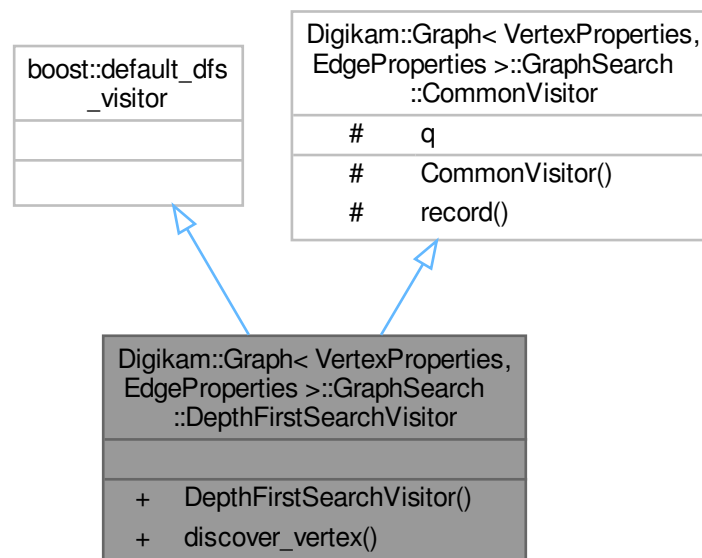 boost::default_dfs
_visitor
Digikam::Graph< VertexProperties,
EdgeProperties >::GraphSearch
::CommonVisitor
# q
# CommonVisitor()
# record()
Digikam::Graph< VertexProperties,
EdgeProperties >::GraphSearch
::DepthFirstSearchVisitor
+ DepthFirstSearchVisitor()
+ discover_vertex()